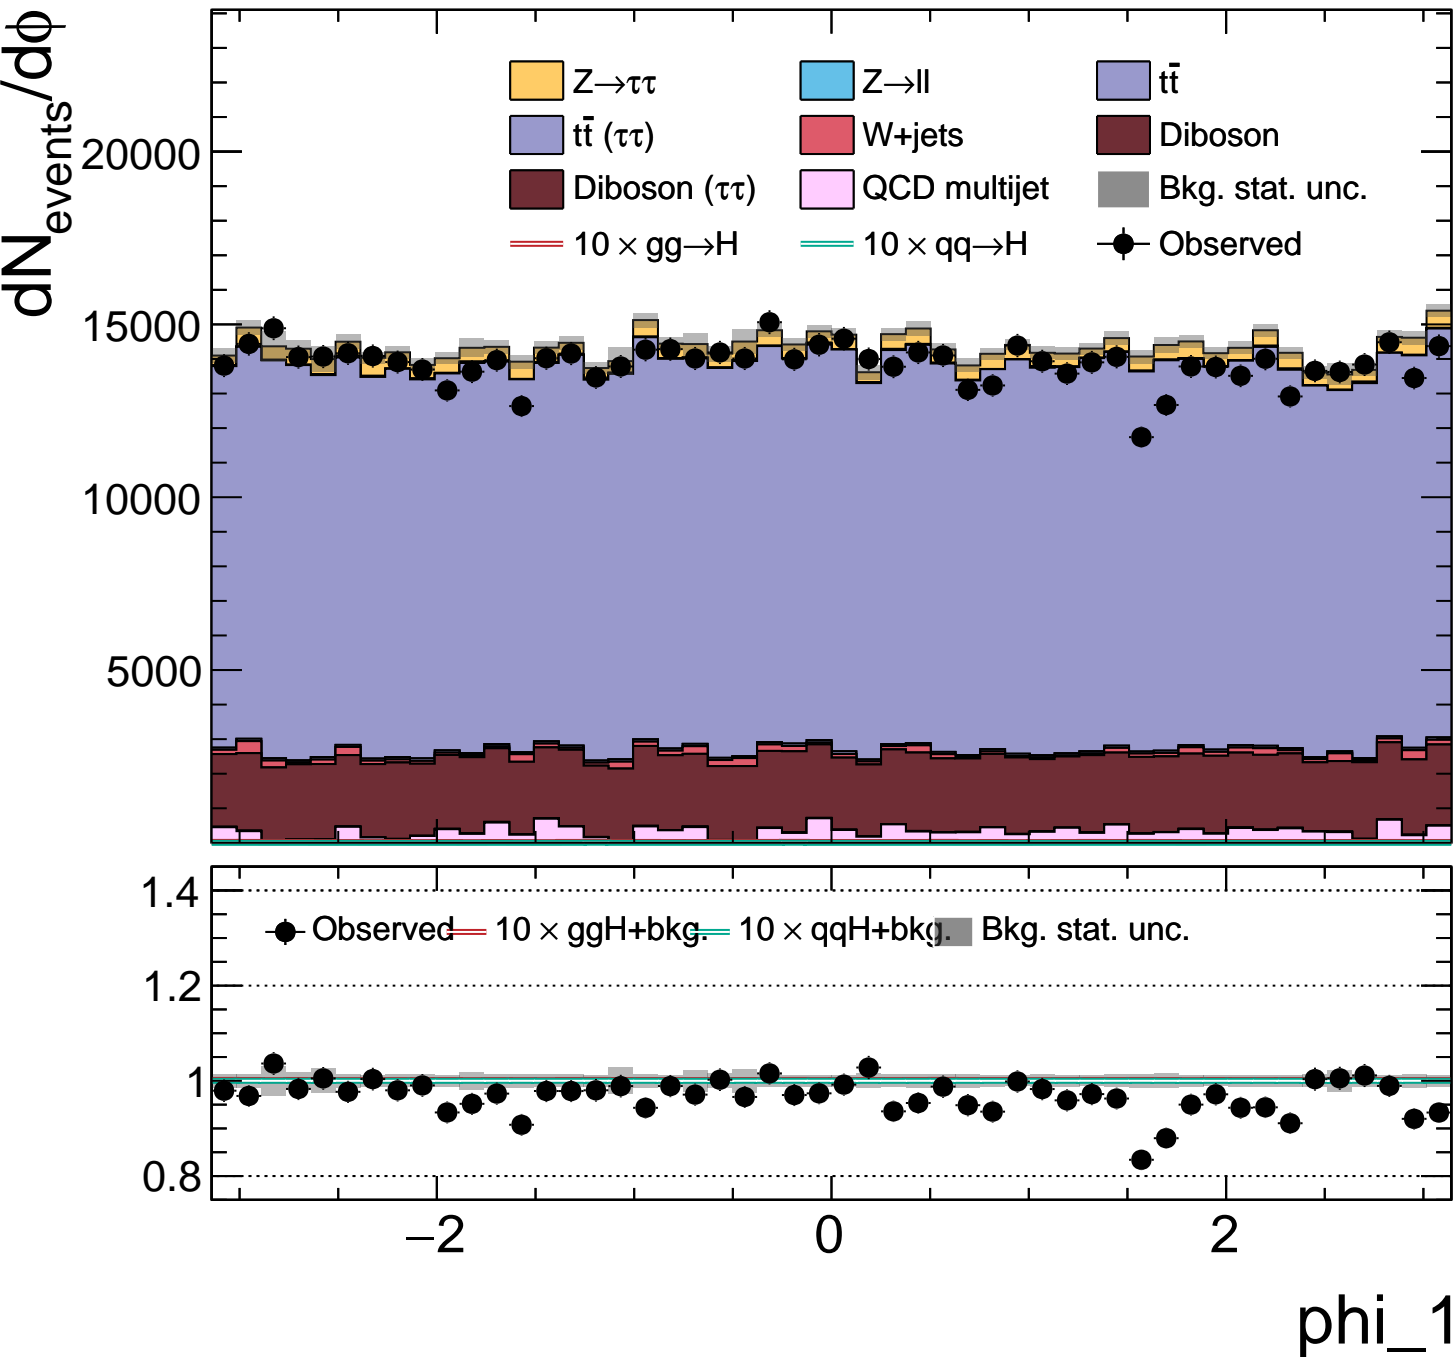 dN_events/dϕ
Z→ττ Z→ll tt̄
tt̄ (ττ) W+jets Diboson
Diboson (ττ) QCD multijet Bkg. stat. unc.
10 × gg→H 10 × qq→H Observed
20000
15000
10000
5000
1.4
Observed 10 × ggH+bkg. 10 × qqH+bkg. Bkg. stat. unc.
1.2
1
0.8
−2 0 2
phi_1